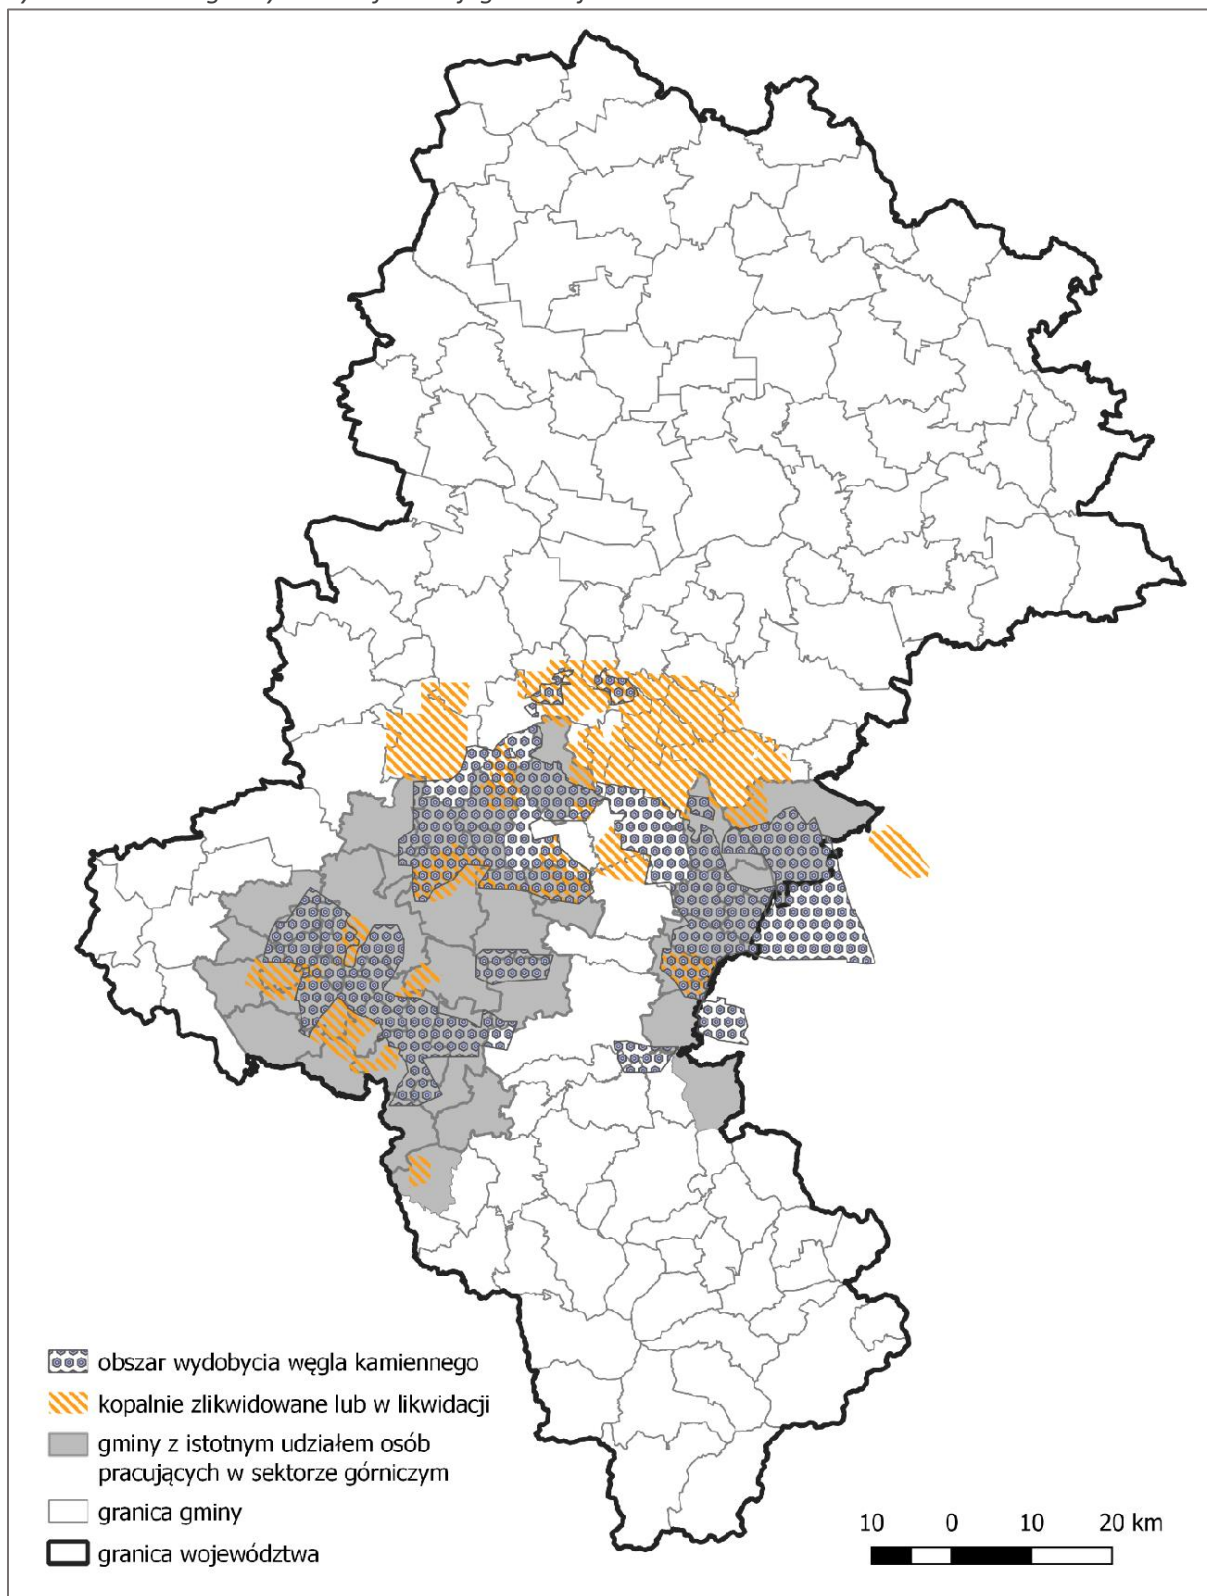 obszar wydobycia węgla kamiennego
kopalnie zlikwidowane lub w likwidacji
gminy z istotnym udziałem osób
pracujących w sektorze górniczym
granica gminy
granica województwa
10 0 10 20 km